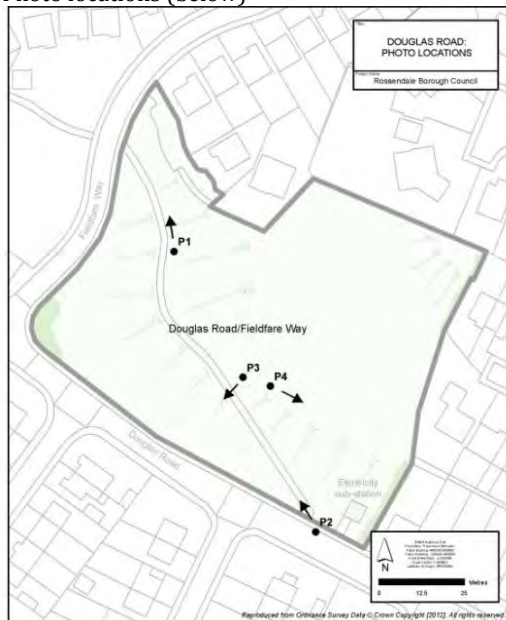 Photo locations (below)
Title:
DOUGLAS ROAD:
PHOTO LOCATIONS
Rossendale Borough Council
Fieldfare Way
P1
Douglas Road/Fieldfare Way
P3
P4
Douglas Road
Electricity
sub-station
P2
N
0 12.5 25
Metres
Reproduced from Ordnance Survey Data © Crown Copyright [2012]. All rights reserved.